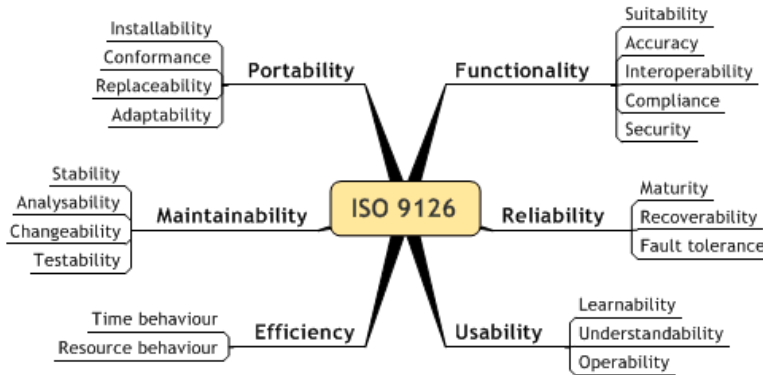 Installability
Conformance
Replaceability
Adaptability
Portability
Functionality
Suitability
Accuracy
Interoperability
Compliance
Security
Stability
Analysability
Changeability
Testability
Maintainability
ISO 9126
Reliability
Maturity
Recoverability
Fault tolerance
Time behaviour
Resource behaviour
Efficiency
Usability
Learnability
Understandability
Operability